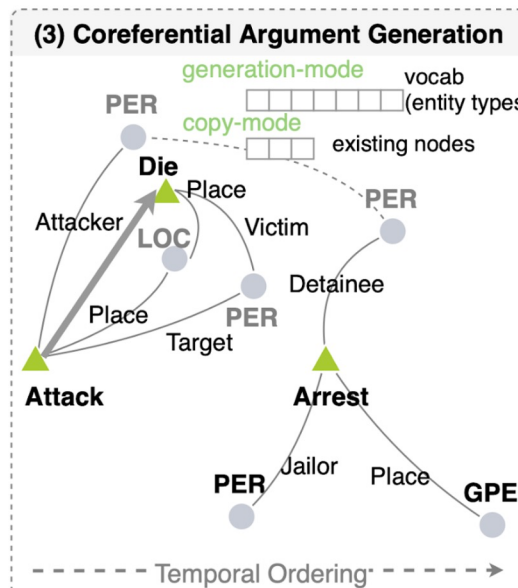 (3) Coreferential Argument Generation
generation-mode
vocab
(entity types
copy-mode
existing nodes
PER
Die
Place
PER
Attacker
LOC
Victim
Detainee
Place
PER
Target
Attack
Arrest
Jailor
Place
PER
GPE
Temporal Ordering